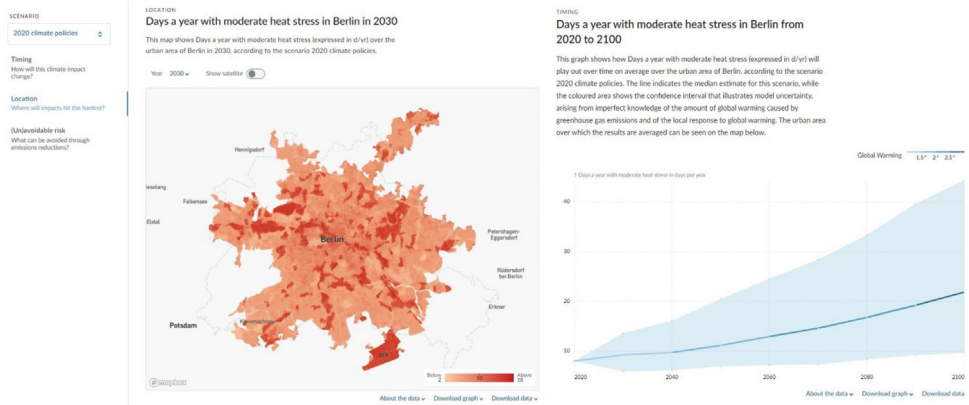 SCENARIO
2020 climate policies
Timing
How will this climate impact
change?
Location
Where will impacts hit the hardest?
(Un)avoidable risk
What can be avoided through
emissions reductions?
LOCATION
Days a year with moderate heat stress in Berlin in 2030
This map shows Days a year with moderate heat stress (expressed in d/yr) over the
urban area of Berlin in 2030, according to the scenario 2020 climate policies.
Year 2030 Show satellite
Hennigsdorf
Falkensee
Elstal
Berlin
Petershagen-
Eggersdorf
Rüdersdorf
bei Berlin
Erkner
Potsdam
Kleinmachnow
BER
Below
2
10
Above
18
mapbox
About the data Download graph Download data
TIMING
Days a year with moderate heat stress in Berlin from
2020 to 2100
This graph shows how Days a year with moderate heat stress (expressed in d/yr) will
play out over time on average over the urban area of Berlin, according to the scenario
2020 climate policies. The line indicates the median estimate for this scenario, while
the coloured area shows the confidence interval that illustrates model uncertainty,
arising from imperfect knowledge of the amount of global warming caused by
greenhouse gas emissions and of the local response to global warming. The urban area
over which the results are averaged can be seen on the map below.
Global Warming 1.5° 2° 2.5°
↑ Days a year with moderate heat stress in days per year
40
30
20
10
2020 2040 2060 2080 2100
About the data Download graph Download data